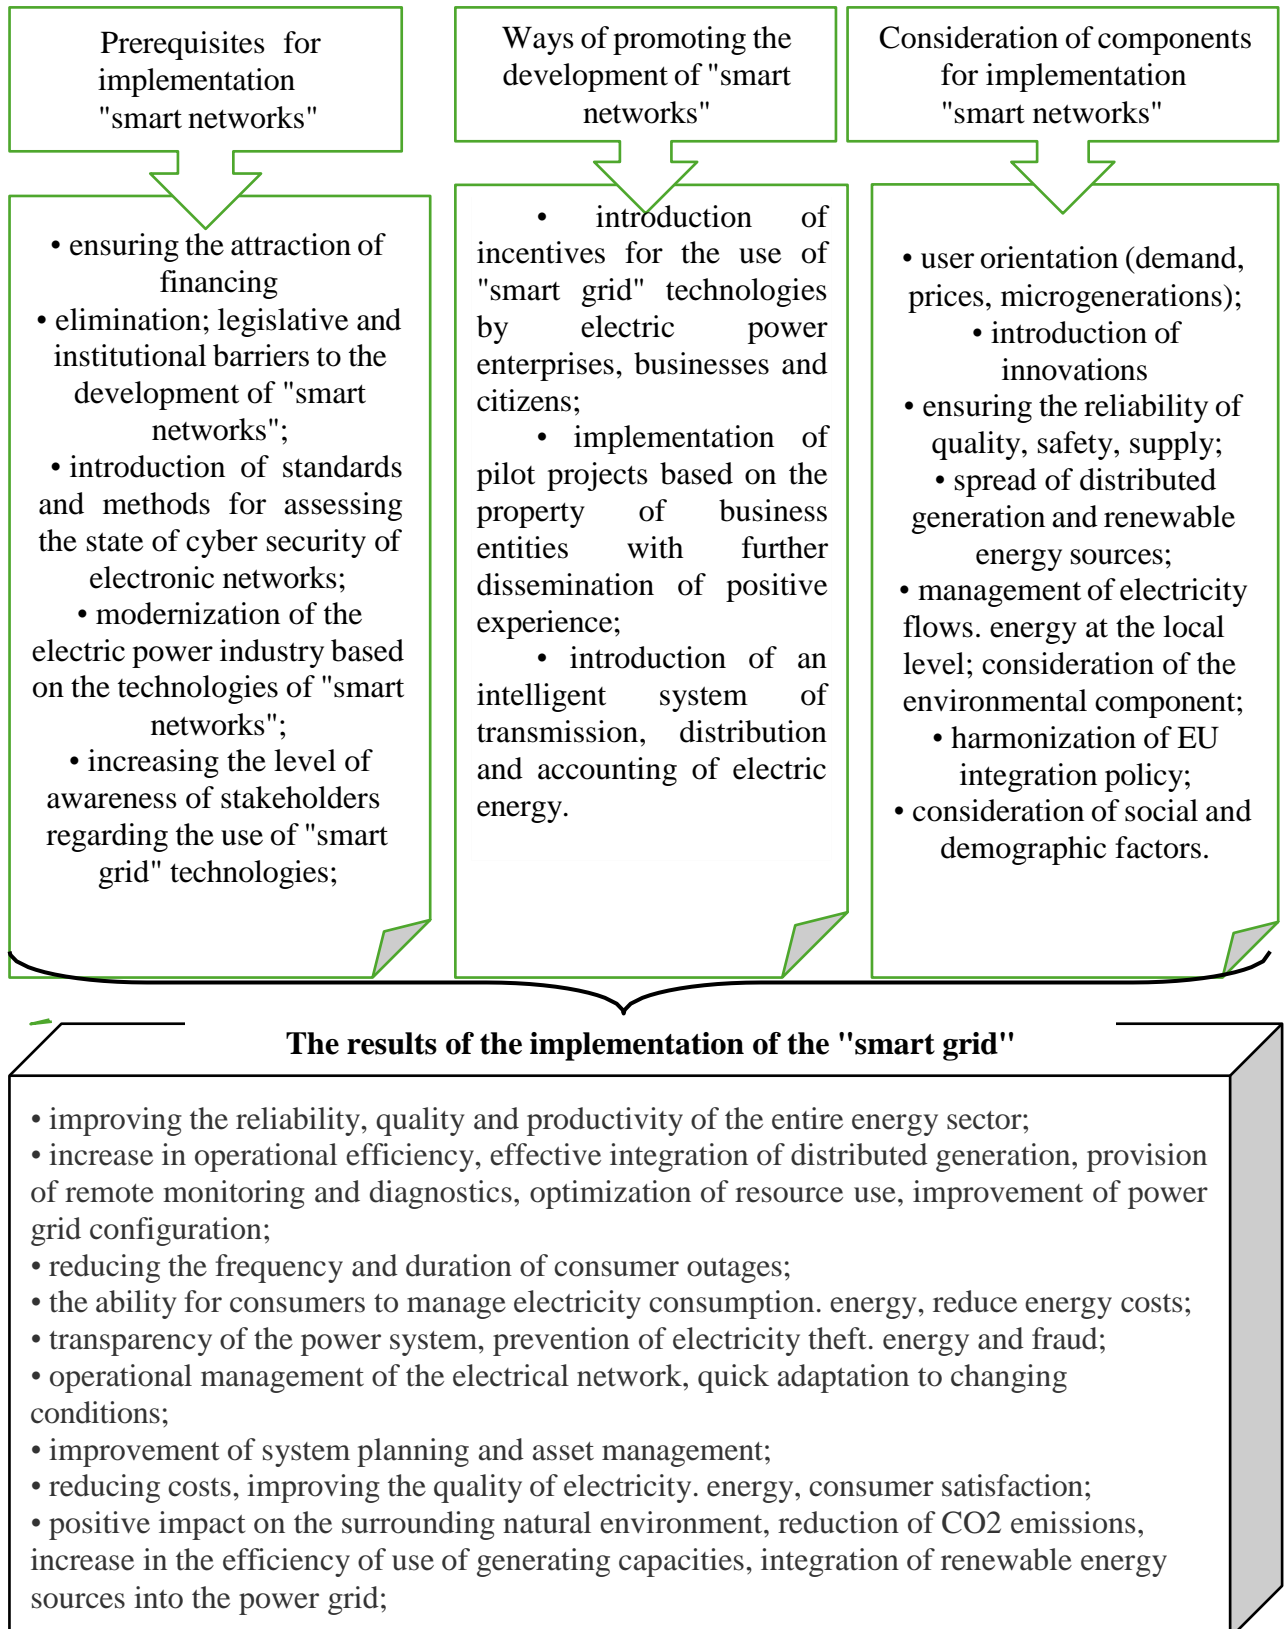 Prerequisites for
implementation
"smart networks"
Ways of promoting the
development of "smart
networks"
Consideration of components
for implementation
"smart networks"
• ensuring the attraction of
financing
• elimination; legislative and
institutional barriers to the
development of "smart
networks";
• introduction of standards
and methods for assessing
the state of cyber security of
electronic networks;
• modernization of the
electric power industry based
on the technologies of "smart
networks";
• increasing the level of
awareness of stakeholders
regarding the use of "smart
grid" technologies;
• introduction of
incentives for the use of
"smart grid" technologies
by electric power
enterprises, businesses and
citizens;
• implementation of
pilot projects based on the
property of business
entities with further
dissemination of positive
experience;
• introduction of an
intelligent system of
transmission, distribution
and accounting of electric
energy.
• user orientation (demand,
prices, microgenerations);
• introduction of
innovations
• ensuring the reliability of
quality, safety, supply;
• spread of distributed
generation and renewable
energy sources;
• management of electricity
flows. energy at the local
level; consideration of the
environmental component;
• harmonization of EU
integration policy;
• consideration of social and
demographic factors.
The results of the implementation of the "smart grid"
• improving the reliability, quality and productivity of the entire energy sector;
• increase in operational efficiency, effective integration of distributed generation, provision
of remote monitoring and diagnostics, optimization of resource use, improvement of power
grid configuration;
• reducing the frequency and duration of consumer outages;
• the ability for consumers to manage electricity consumption. energy, reduce energy costs;
• transparency of the power system, prevention of electricity theft. energy and fraud;
• operational management of the electrical network, quick adaptation to changing
conditions;
• improvement of system planning and asset management;
• reducing costs, improving the quality of electricity. energy, consumer satisfaction;
• positive impact on the surrounding natural environment, reduction of CO2 emissions,
increase in the efficiency of use of generating capacities, integration of renewable energy
sources into the power grid;